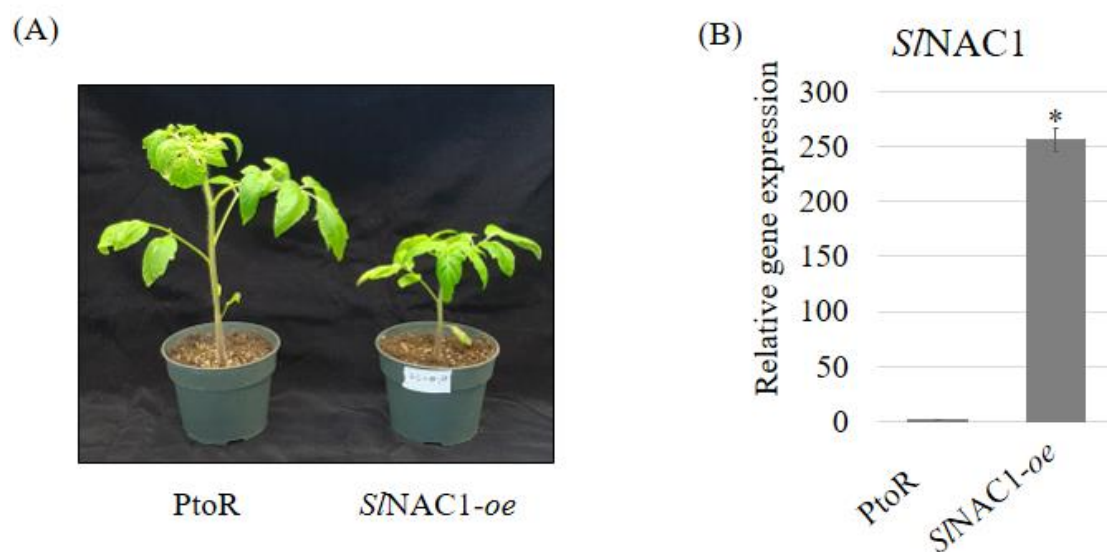 (A)
PtoR
SlNAC1-oe
(B)
SlNAC1
Relative gene expression
300
250
200
150
100
50
0
*
PtoR
SlNAC1-oe